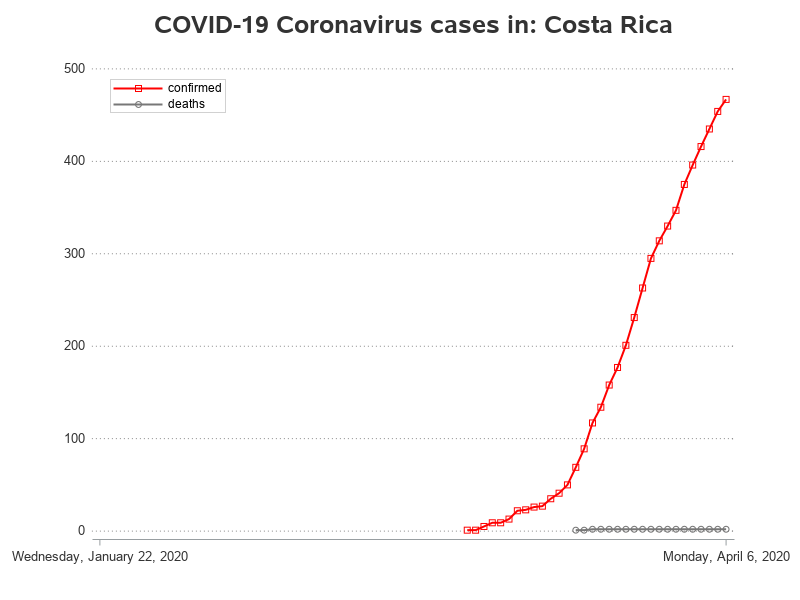 COVID-19 Coronavirus cases in: Costa Rica
500
confirmed
deaths
400
300
200
100
0
Wednesday, January 22, 2020 Monday, April 6, 2020